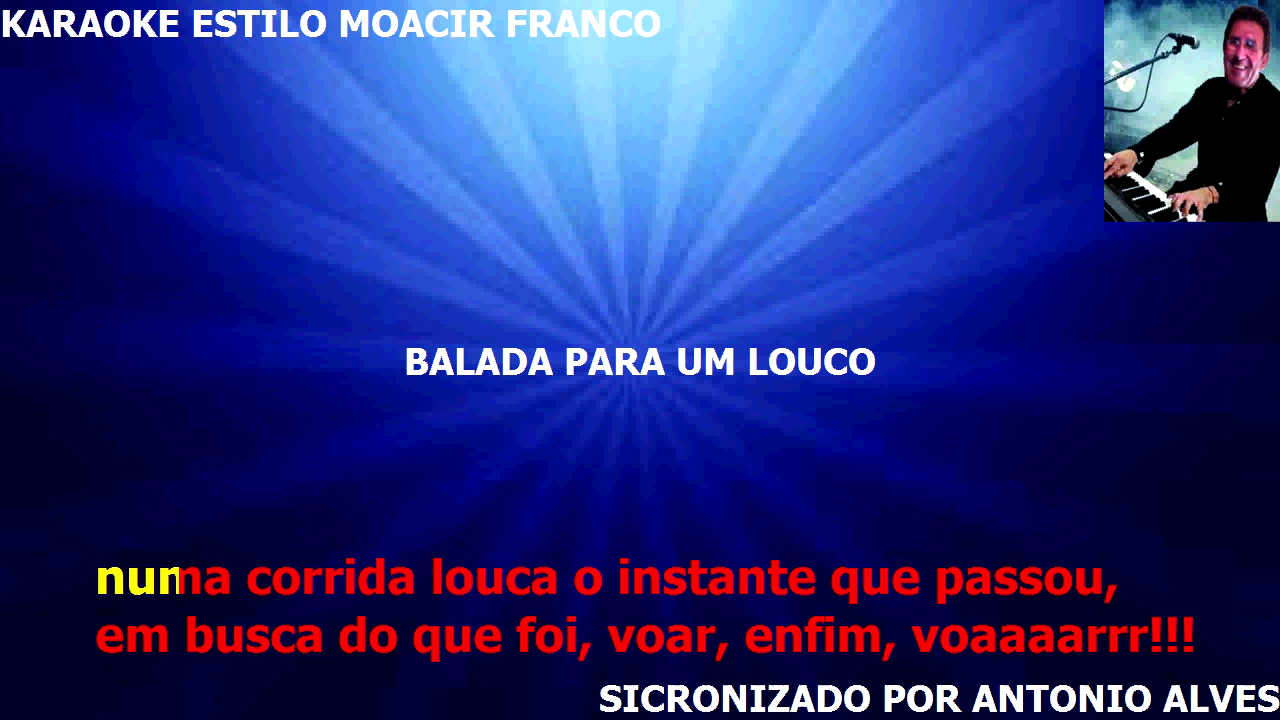 KARAOKE ESTILO MOACIR FRANCO
BALADA PARA UM LOUCO
numa corrida louca o instante que passou,
em busca do que foi, voar, enfim, voaaaaarrr!!!
SICRONIZADO POR ANTONIO ALVES